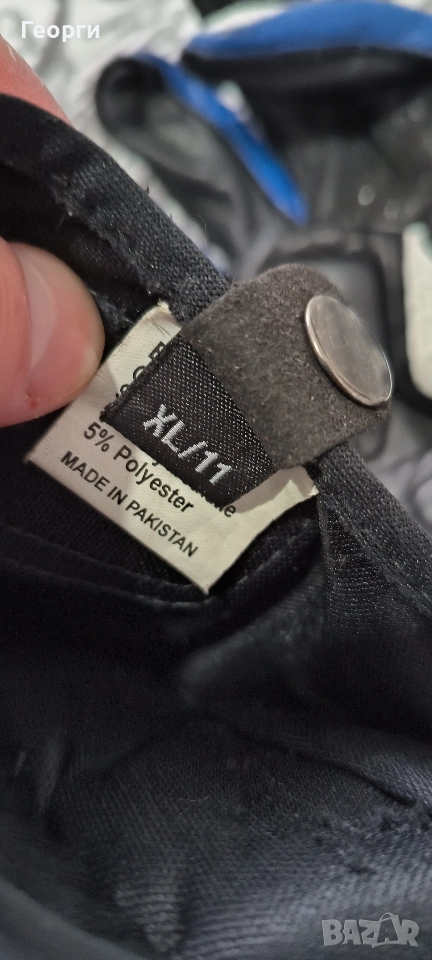 Георги
XL/11
5% Polyester
MADE IN PAKISTAN
BAZAR